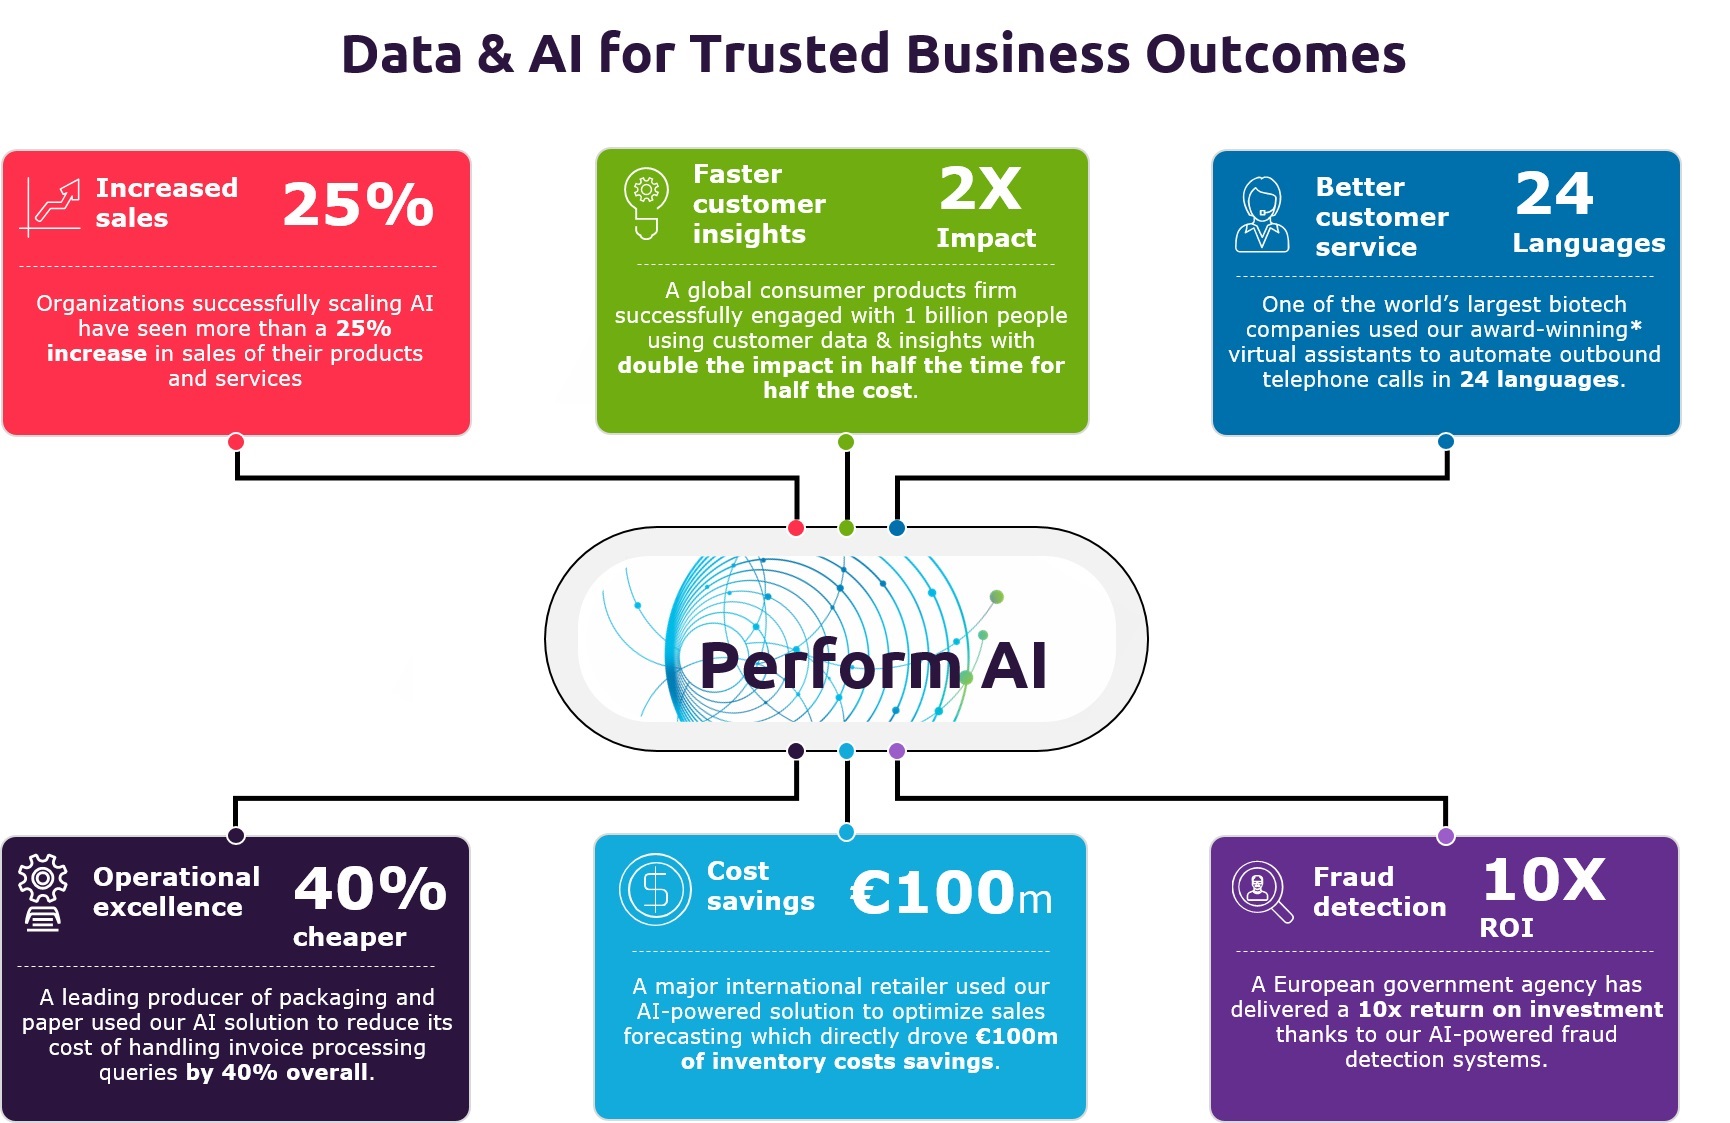 Data & AI for Trusted Business Outcomes
Increased
sales
25%
Organizations successfully scaling AI
have seen more than a 25%
increase in sales of their products
and services
Faster
customer
insights
2X
Impact
A global consumer products firm
successfully engaged with 1 billion people
using customer data & insights with
double the impact in half the time for
half the cost.
Better
customer
service
24
Languages
One of the world’s largest biotech
companies used our award-winning*
virtual assistants to automate outbound
telephone calls in 24 languages.
Perform AI
Operational
excellence
40%
cheaper
A leading producer of packaging and
paper used our AI solution to reduce its
cost of handling invoice processing
queries by 40% overall.
Cost
savings
€100m
A major international retailer used our
AI-powered solution to optimize sales
forecasting which directly drove €100m
of inventory costs savings.
Fraud
detection
10X
ROI
A European government agency has
delivered a 10x return on investment
thanks to our AI-powered fraud
detection systems.